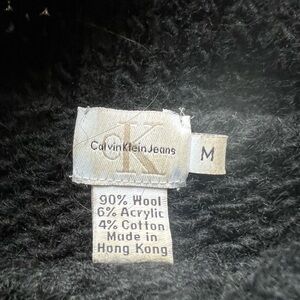 cK
Calvin Klein Jeans
M
90% Wool
6% Acrylic
4% Cotton
Made in
Hong Kong